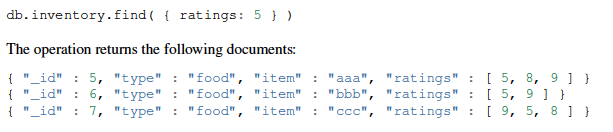 db.inventory.find( { ratings: 5 } )
The operation returns the following documents:
{ "_id" : 5, "type" : "food", "item" : "aaa", "ratings" : [ 5, 8, 9 ] }
{ "_id" : 6, "type" : "food", "item" : "bbb", "ratings" : [ 5, 9 ] }
{ "_id" : 7, "type" : "food", "item" : "ccc", "ratings" : [ 9, 5, 8 ] }